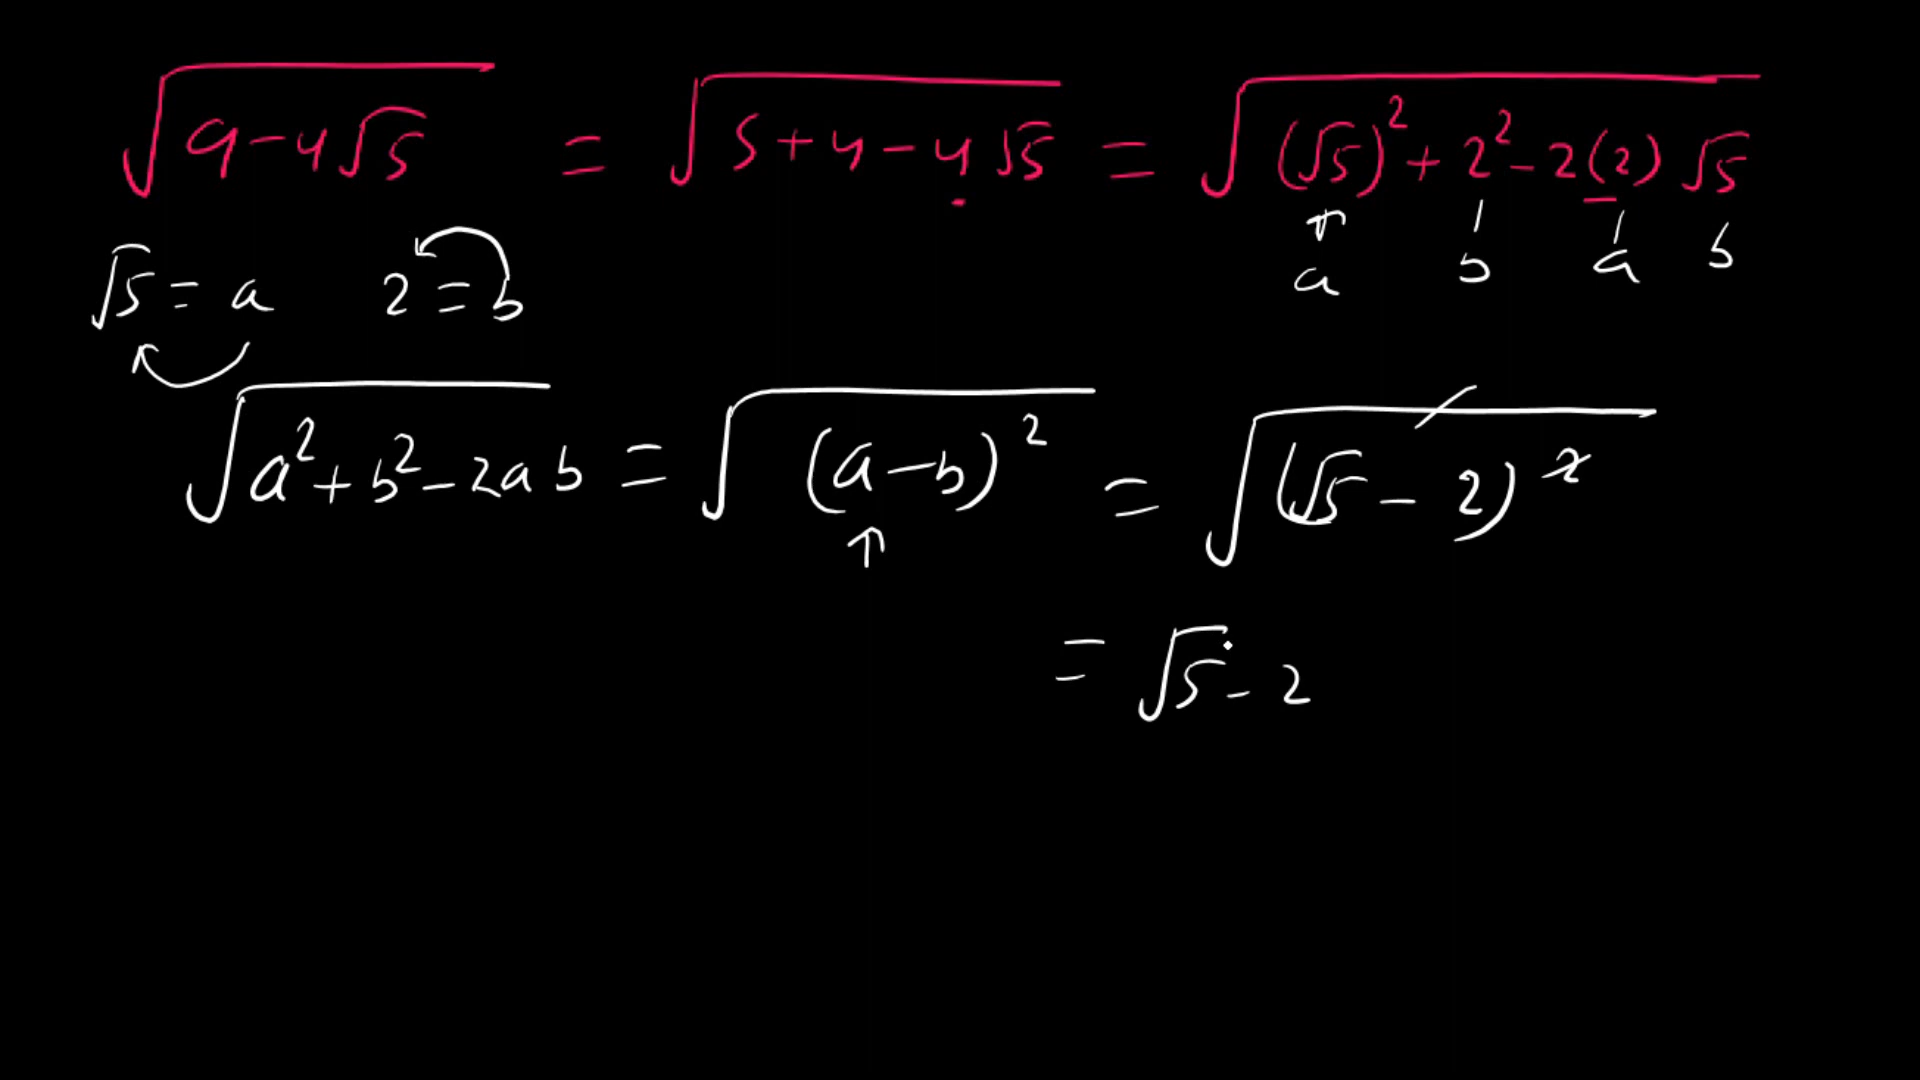 √(9-4√5) = √(5+4-4√5) = √((√5)²+2²-2(2)√5)
a b a b
√5 = a 2 = b
√(a²+b²-2ab) = √((a-b)²) = √((√5-2)²)
= √5-2